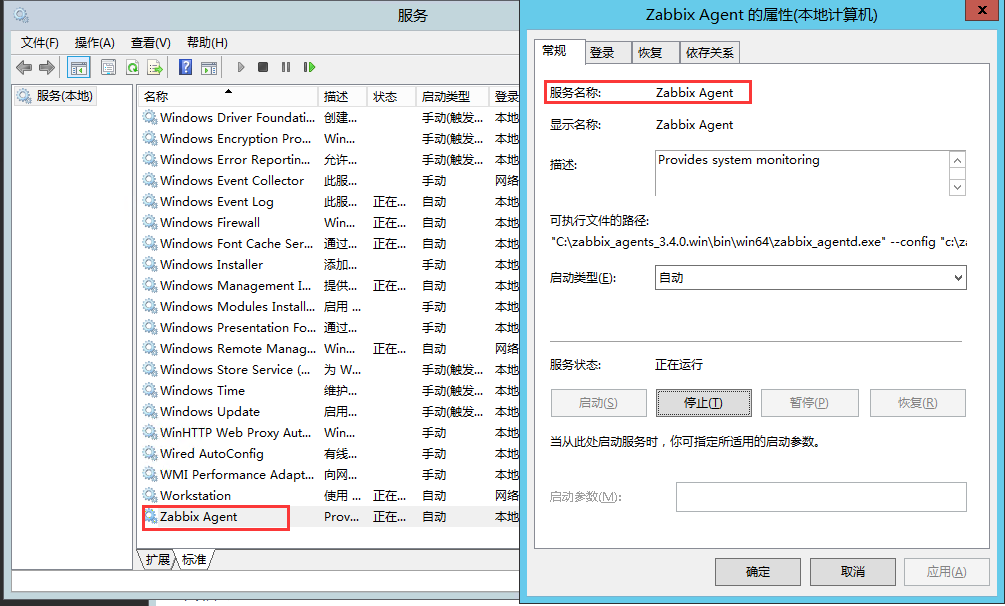 服务
文件(F) 操作(A) 查看(V) 帮助(H)
服务(本地)
名称 描述 状态 启动类型 登录
Windows Driver Foundati... 创建... 手动(触发... 本地
Windows Encryption Pro... Win... 手动(触发... 本地
Windows Error Reportin... 允许... 手动(触发... 本地
Windows Event Collector 此服... 手动 网络
Windows Event Log 此服... 正在... 自动 本地
Windows Firewall Win... 正在... 自动 本地
Windows Font Cache Ser... 通过... 正在... 自动 本地
Windows Installer 添加... 手动 本地
Windows Management I... 提供... 正在... 自动 本地
Windows Modules Install... 启用 ... 手动 本地
Windows Presentation Fo... 通过... 手动 本地
Windows Remote Manag... Win... 正在... 自动 网络
Windows Store Service (... 为 W... 手动(触发... 本地
Windows Time 维护... 手动(触发... 本地
Windows Update 启用... 手动(触发... 本地
WinHTTP Web Proxy Aut... Win... 手动 本地
Wired AutoConfig 有线... 手动 本地
WMI Performance Adapt... 向网... 手动 本地
Workstation 使用 ... 正在... 自动 网络
Zabbix Agent Prov... 正在... 自动 本地
扩展 标准
Zabbix Agent 的属性(本地计算机)
常规 登录 恢复 依存关系
服务名称: Zabbix Agent
显示名称: Zabbix Agent
描述: Provides system monitoring
可执行文件的路径:
"C:\zabbix_agents_3.4.0.win\bin\win64\zabbix_agentd.exe" --config "c:\za
启动类型(E): 自动
服务状态: 正在运行
启动(S) 停止(T) 暂停(P) 恢复(R)
当从此处启动服务时，你可指定所适用的启动参数。
启动参数(M):
确定 取消 应用(A)